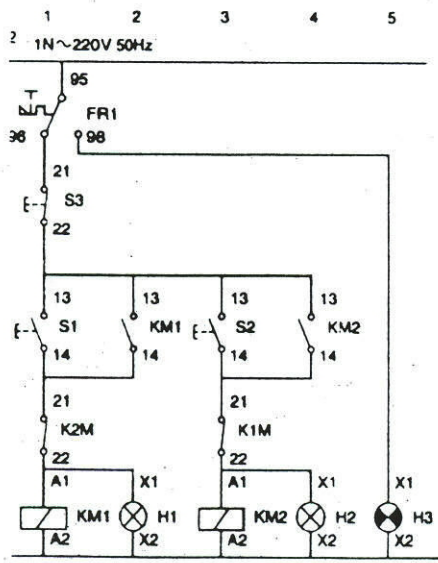 1 2 3 4 5
2 1N~220V 50Hz
95
FR1
96 98
21
S3
22
13 13 13 13
S1 KM1 S2 KM2
14 14 14 14
21 21
K2M K1M
22 22
A1 X1 A1 X1 X1
KM1 H1 KM2 H2 H3
A2 X2 A2 X2 X2